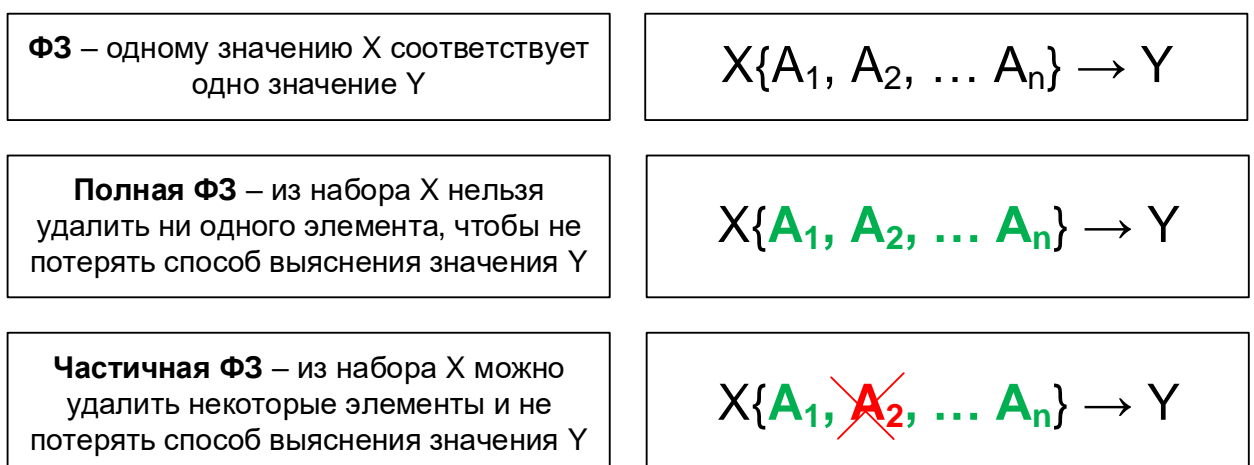 ФЗ – одному значению X соответствует
одно значение Y
X{A₁, A₂, … Aₙ} → Y
Полная ФЗ – из набора X нельзя
удалить ни одного элемента, чтобы не
потерять способ выяснения значения Y
X{A₁, A₂, … Aₙ} → Y
Частичная ФЗ – из набора X можно
удалить некоторые элементы и не
потерять способ выяснения значения Y
X{A₁, A₂, … Aₙ} → Y